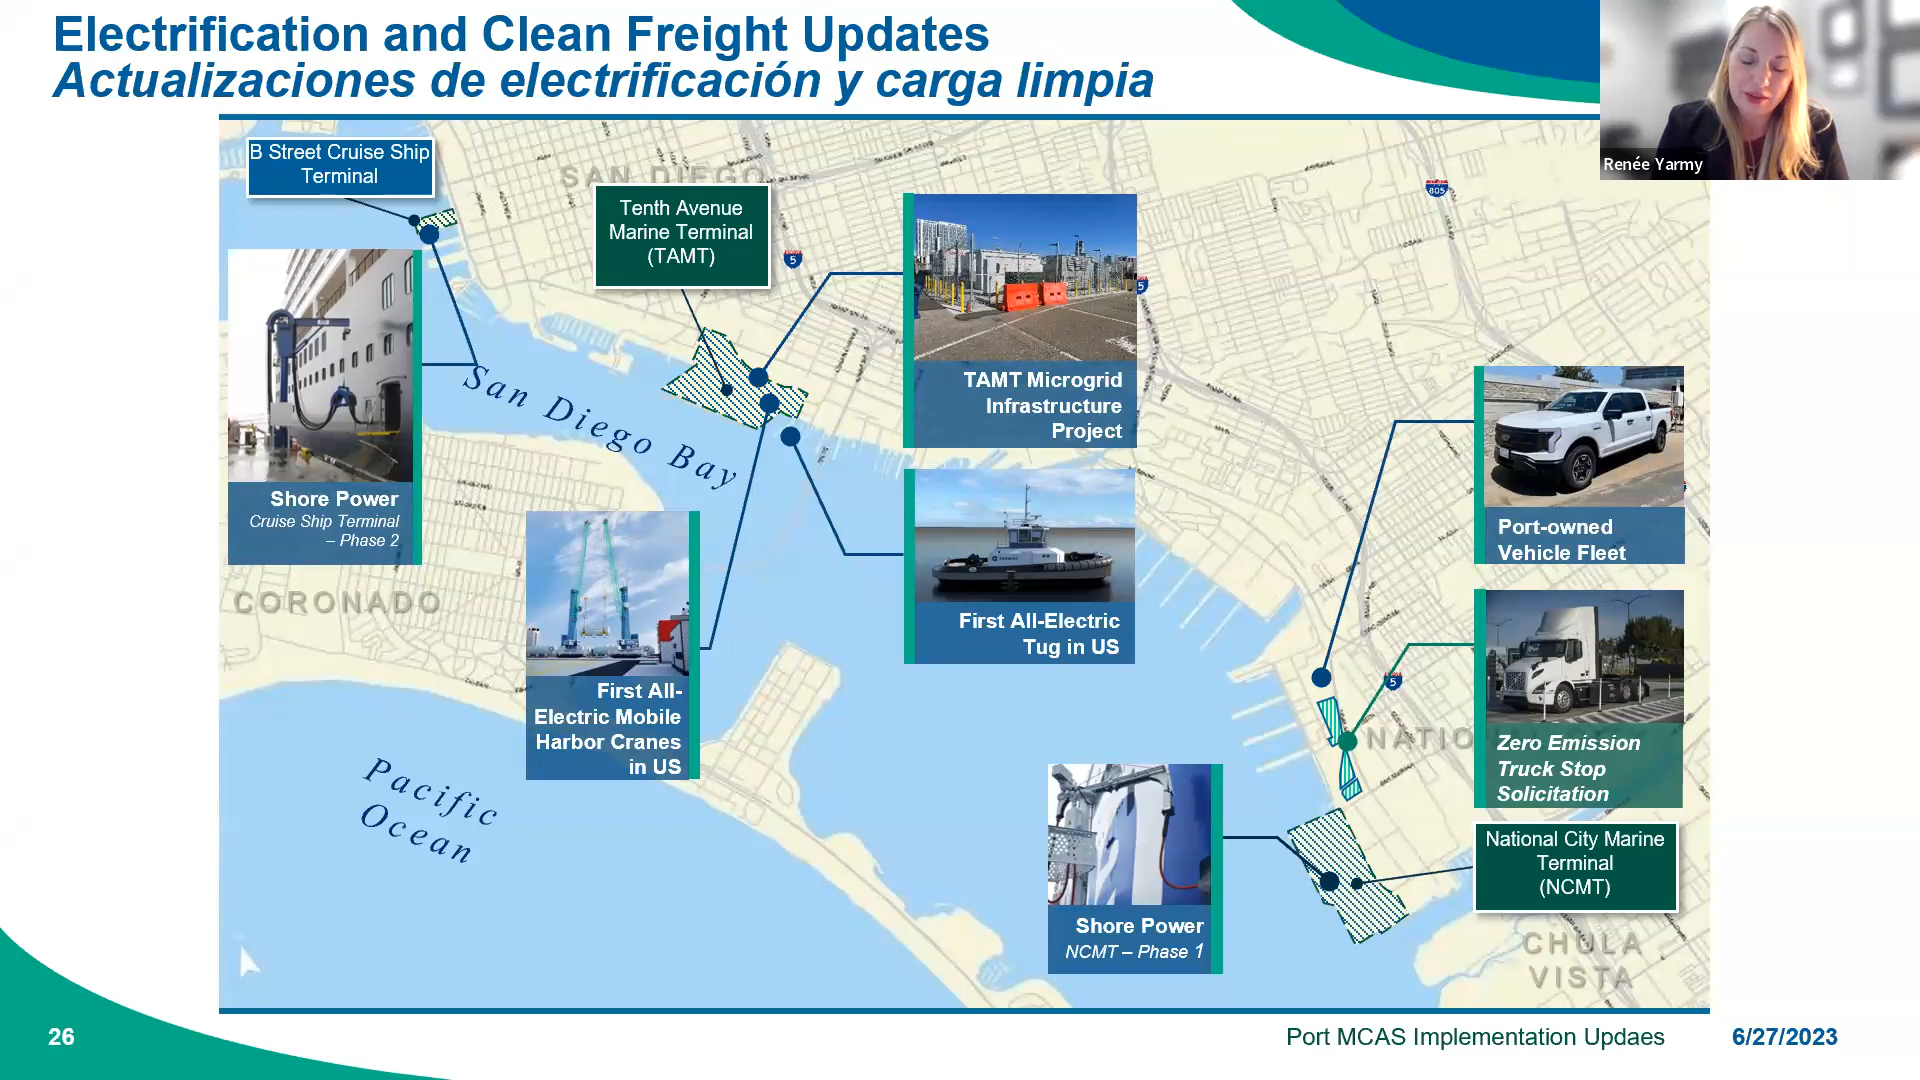 Electrification and Clean Freight Updates
Actualizaciones de electrificación y carga limpia
Renée Yarmy
B Street Cruise Ship
Terminal
SAN DIEGO
Tenth Avenue
Marine Terminal
(TAMT)
5
805
5
TAMT Microgrid
Infrastructure
Project
Shore Power
Cruise Ship Terminal
– Phase 2
San Diego Bay
First All-Electric
Tug in US
Port-owned
Vehicle Fleet
CORONADO
First All-
Electric Mobile
Harbor Cranes
in US
5
NATIO
Zero Emission
Truck Stop
Solicitation
Pacific
Ocean
National City Marine
Terminal
(NCMT)
Shore Power
NCMT – Phase 1
CHULA
VISTA
26
Port MCAS Implementation Updaes
6/27/2023